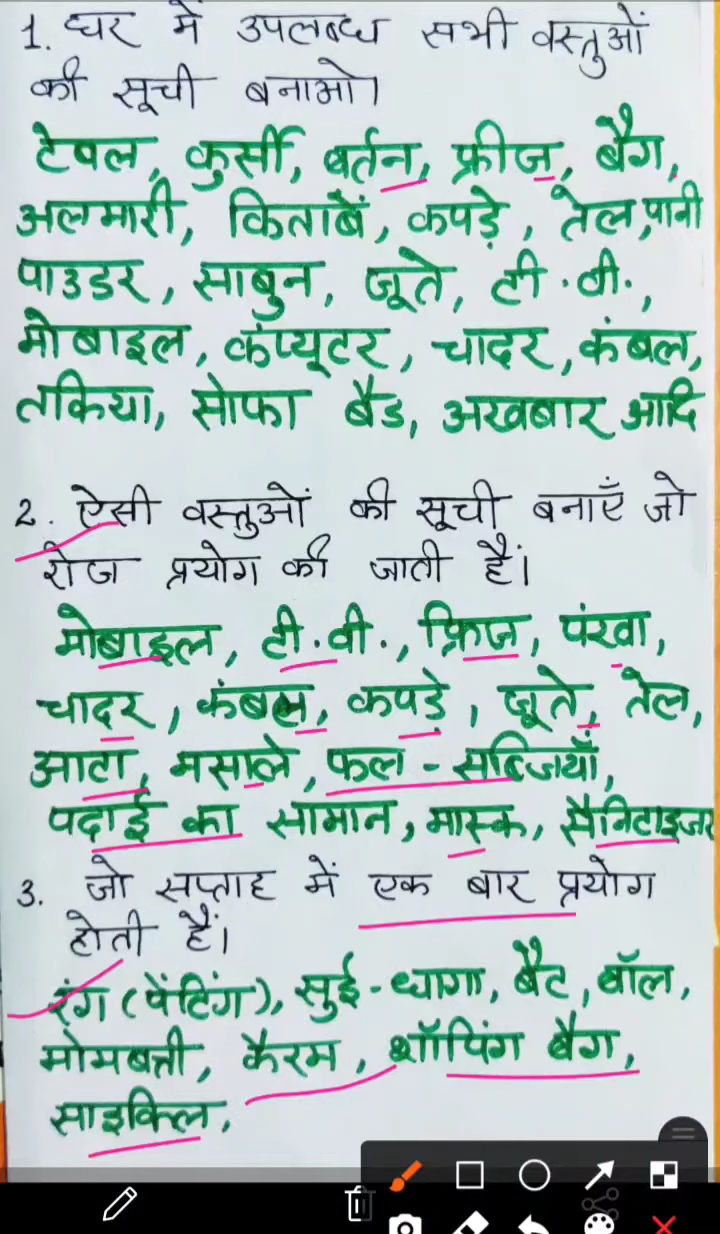 1. घर में उपलब्ध सभी वस्तुओं
की सूची बनाओ।
टेबल, कुर्सी, बर्तन, फ्रीज, बैग,
अलमारी, किताबें, कपड़े, तेल, पानी
पाउडर, साबुन, जूते, टी.वी.,
मोबाइल, कंप्यूटर, चादर, कंबल,
तकिया, सोफा बैड, अखबार आदि
2. ऐसी वस्तुओं की सूची बनाएँ जो
रोज प्रयोग की जाती हैं।
मोबाइल, टी.वी., फ्रिज, पंखा,
चादर, कंबल, कपड़े, जूते, तेल,
आटा, मसाले, फल-सब्जियाँ,
पढाई का सामान, मास्क, सैनिटाइजर
3. जो सप्ताह में एक बार प्रयोग
होती हैं।
रंग (पेंटिंग), सुई-धागा, बैट, बॉल,
मोमबत्ती, कैरम, शॉपिंग बैग,
साइकिल,